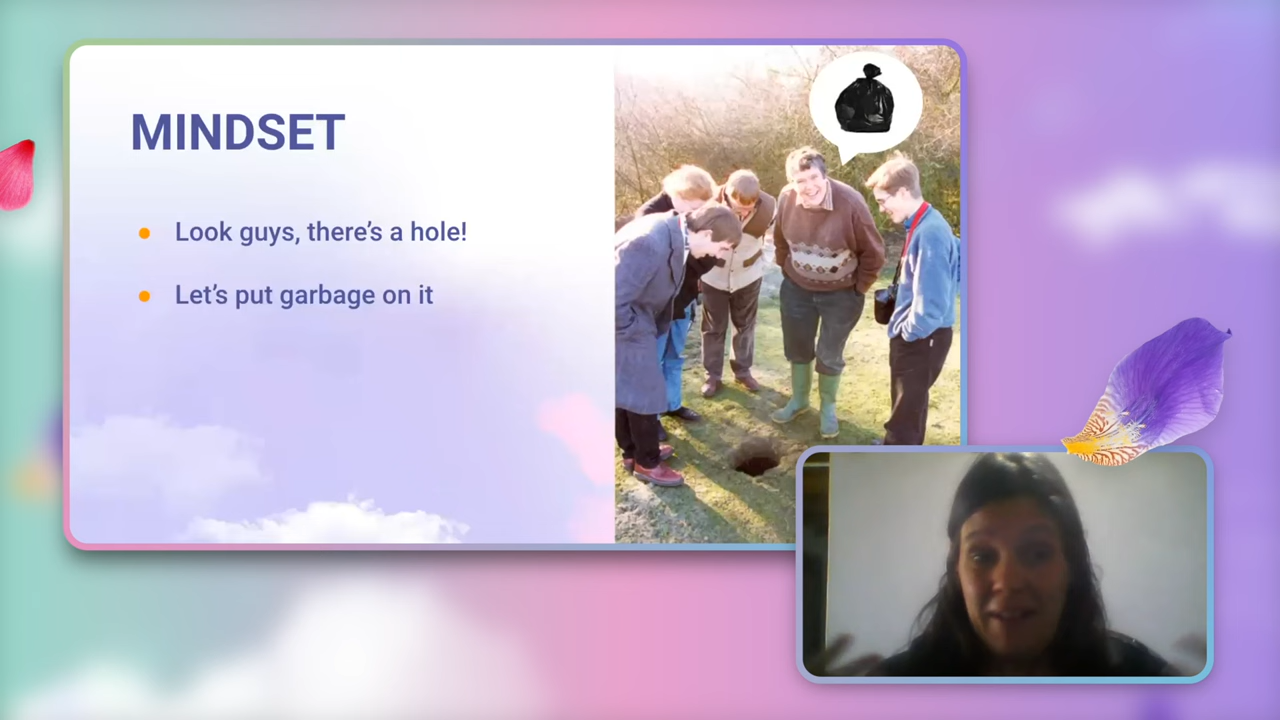 MINDSET
Look guys, there’s a hole!
Let’s put garbage on it